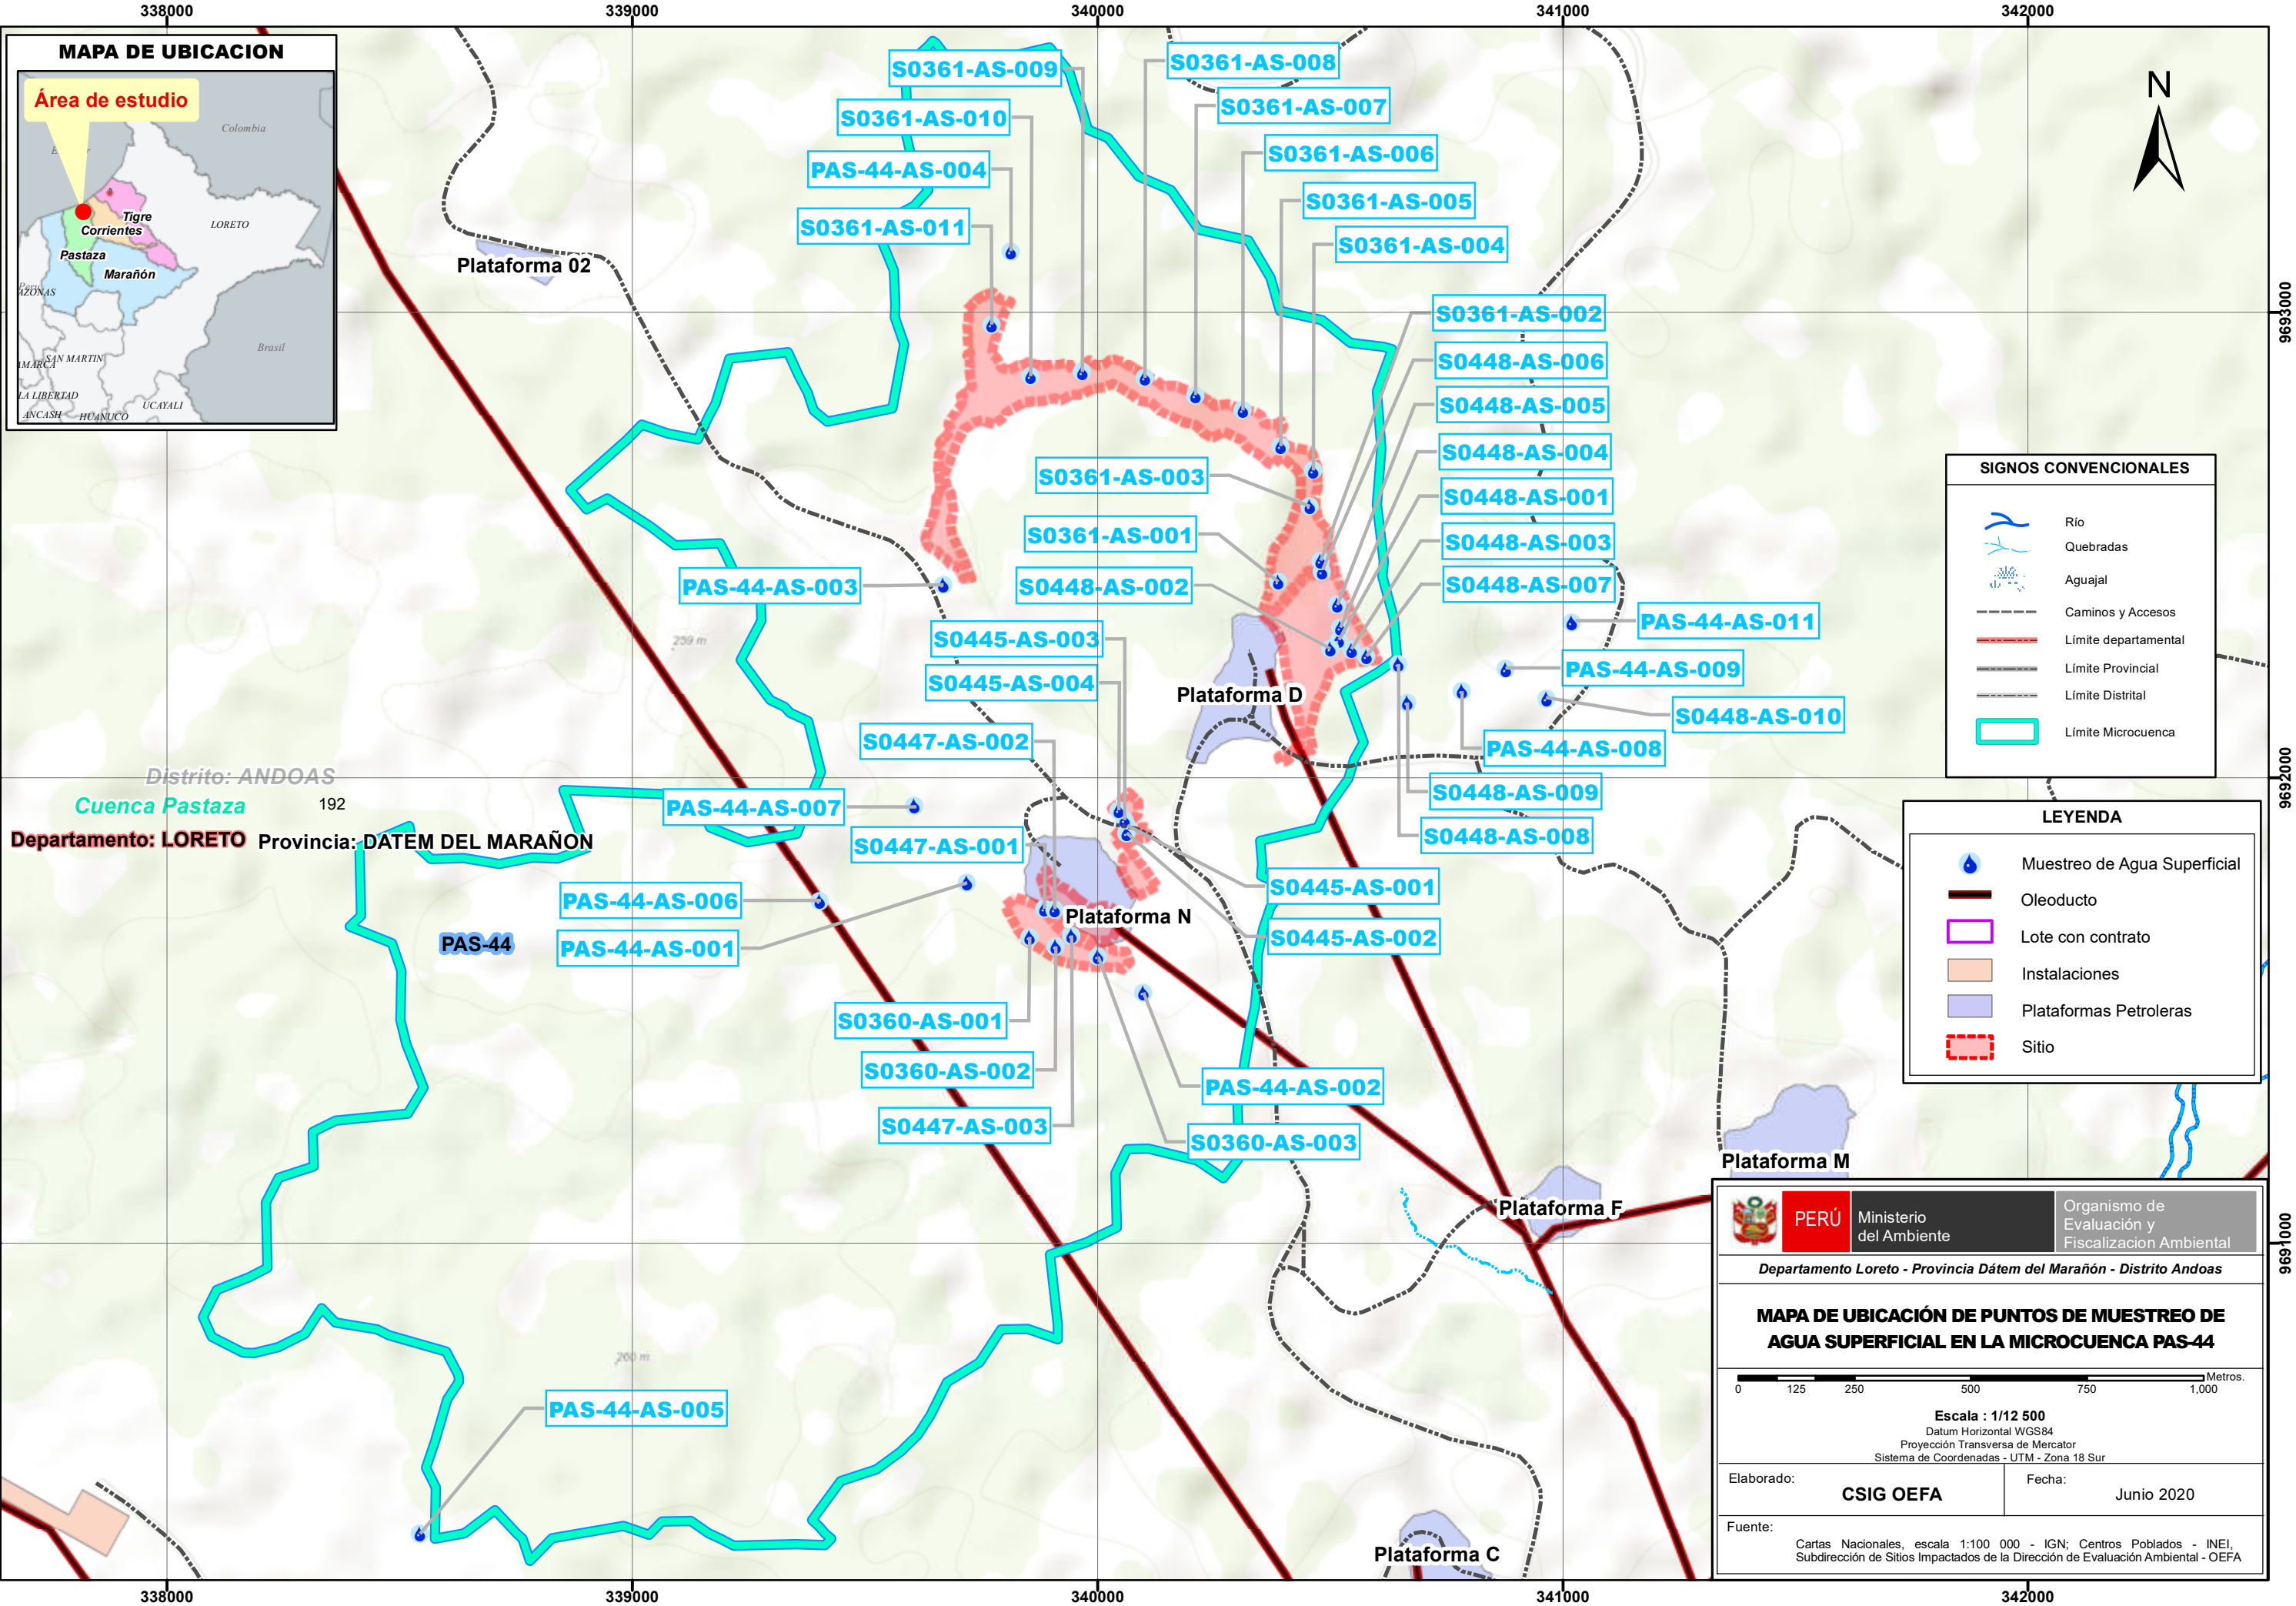 338000
339000
340000
341000
342000
MAPA DE UBICACION
Área de estudio
Colombia
Tigre
Corrientes
LORETO
Pastaza
Marañón
AZONAS
Brasil
SAN MARTIN
AMARCA
LA LIBERTAD
UCAYALI
ANCASH
HUANUCO
N
S0361-AS-009
S0361-AS-008
S0361-AS-010
S0361-AS-007
PAS-44-AS-004
S0361-AS-006
S0361-AS-011
S0361-AS-005
S0361-AS-004
Plataforma 02
S0361-AS-002
S0448-AS-006
S0448-AS-005
S0448-AS-004
S0361-AS-003
S0448-AS-001
S0361-AS-001
S0448-AS-003
PAS-44-AS-003
S0448-AS-002
S0448-AS-007
PAS-44-AS-011
S0445-AS-003
259 m
PAS-44-AS-009
S0445-AS-004
Plataforma D
S0448-AS-010
S0447-AS-002
PAS-44-AS-008
S0448-AS-009
PAS-44-AS-007
S0448-AS-008
S0447-AS-001
Distrito: ANDOAS
Cuenca Pastaza
192
Departamento: LORETO
Provincia: DATEM DEL MARAÑON
S0445-AS-001
PAS-44-AS-006
Plataforma N
S0445-AS-002
PAS-44
PAS-44-AS-001
S0360-AS-001
S0360-AS-002
PAS-44-AS-002
S0447-AS-003
S0360-AS-003
Plataforma M
Plataforma F
260 m
PAS-44-AS-005
Plataforma C
9693000
9692000
9691000
SIGNOS CONVENCIONALES
Río
Quebradas
Aguajal
Caminos y Accesos
Límite departamental
Límite Provincial
Límite Distrital
Límite Microcuenca
LEYENDA
Muestreo de Agua Superficial
Oleoducto
Lote con contrato
Instalaciones
Plataformas Petroleras
Sitio
PERÚ
Ministerio
del Ambiente
Organismo de
Evaluación y
Fiscalizacion Ambiental
Departamento Loreto - Provincia Dátem del Marañón - Distrito Andoas
MAPA DE UBICACIÓN DE PUNTOS DE MUESTREO DE
AGUA SUPERFICIAL EN LA MICROCUENCA PAS-44
Metros.
0 125 250 500 750 1,000
Escala : 1/12 500
Datum Horizontal WGS84
Proyección Transversa de Mercator
Sistema de Coordenadas - UTM - Zona 18 Sur
Elaborado:
CSIG OEFA
Fecha:
Junio 2020
Fuente:
Cartas Nacionales, escala 1:100 000 - IGN; Centros Poblados - INEI,
Subdirección de Sitios Impactados de la Dirección de Evaluación Ambiental - OEFA
338000
339000
340000
341000
342000